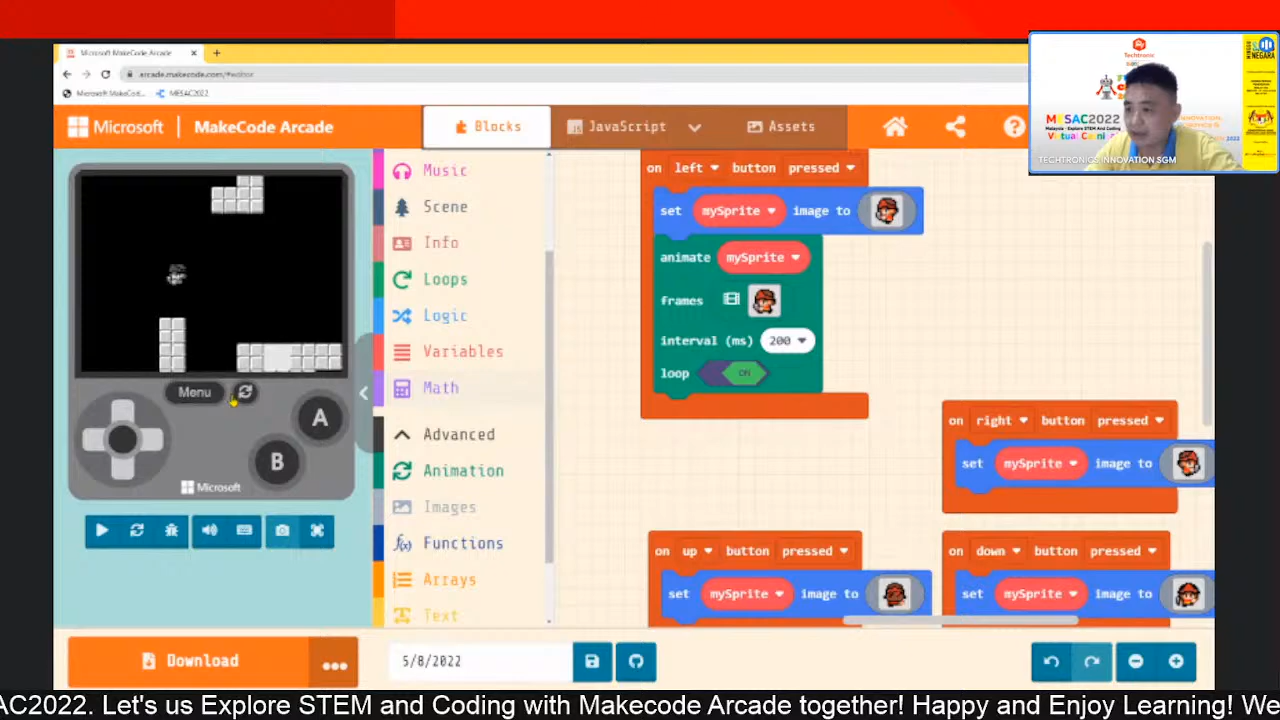 Microsoft MakeCode Arcade
arcade.makecode.com/#editor
Microsoft MakeCod...
MESAC2022
Microsoft
MakeCode Arcade
Blocks
JavaScript
Assets
MESAC2022
TECHTRONICS INNOVATION SGM
NEGARA
Menu
A
B
Microsoft
Music
Scene
Info
Loops
Logic
Variables
Math
Advanced
Animation
Images
Functions
Arrays
Text
on left button pressed
set mySprite image to
animate mySprite
frames
interval (ms) 200
loop ON
on right button pressed
set mySprite image to
on up button pressed
set mySprite image to
on down button pressed
set mySprite image to
Download
5/8/2022
AC2022. Let's us Explore STEM and Coding with Makecode Arcade together! Happy and Enjoy Learning! We